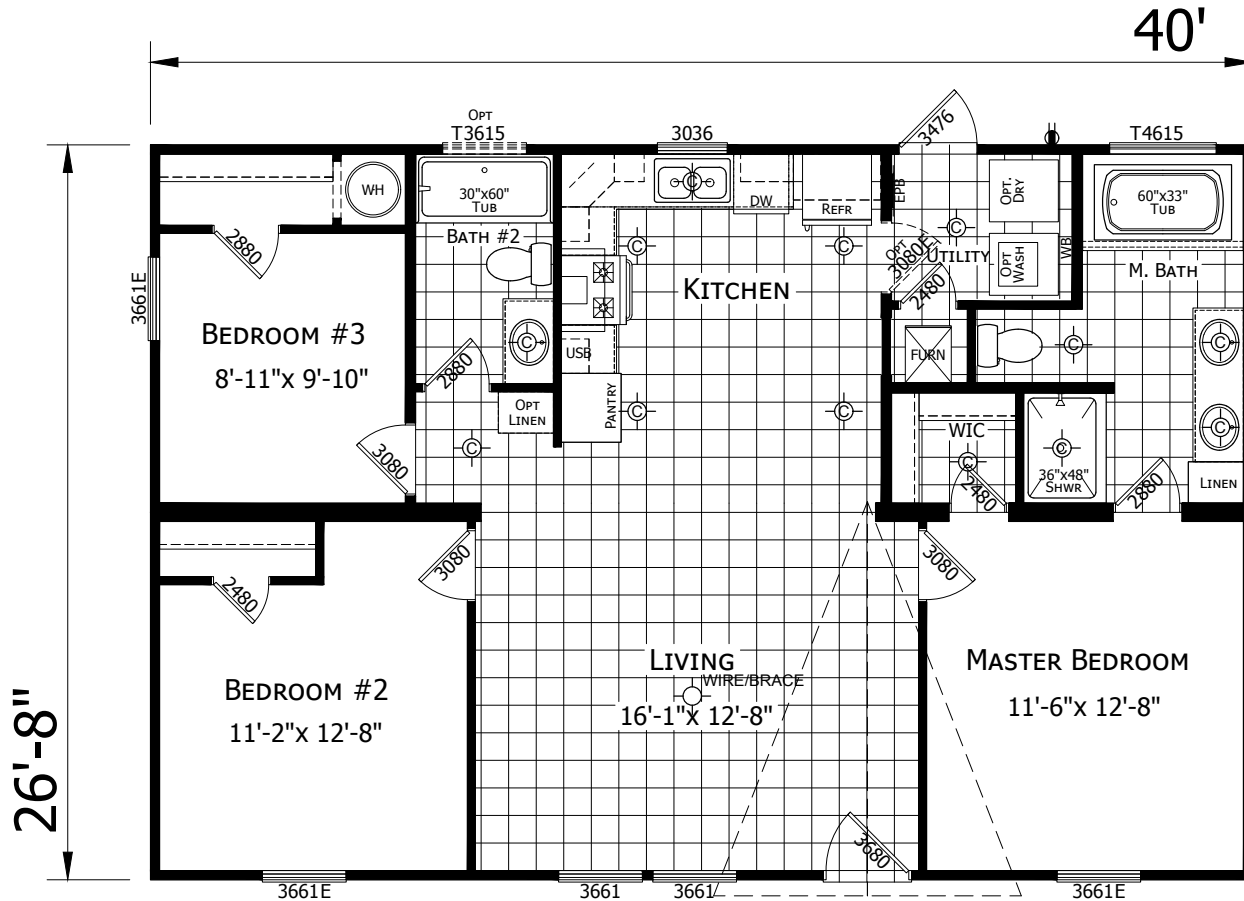 40'
26'-8"
OPT
T3615
3036
3476
T4615
WH
30"x60"
TUB
DW
REFR
EPB
OPT.
DRY
60"x33"
TUB
2880
BATH #2
OPT
3080E
UTILITY
OPT
WASH
WB
M. BATH
3661E
KITCHEN
2480
BEDROOM #3
8'-11"x 9'-10"
C
C
C
C
C
C
C
C
C
C
C
C
C
USB
FURN
2880
OPT
LINEN
PANTRY
WIC
3080
2480
36"x48"
SHWR
2880
LINEN
3080
3080
2480
LIVING
WIRE/BRACE
16'-1"x 12'-8"
BEDROOM #2
11'-2"x 12'-8"
MASTER BEDROOM
11'-6"x 12'-8"
3680
3661E
3661
3661
3661E